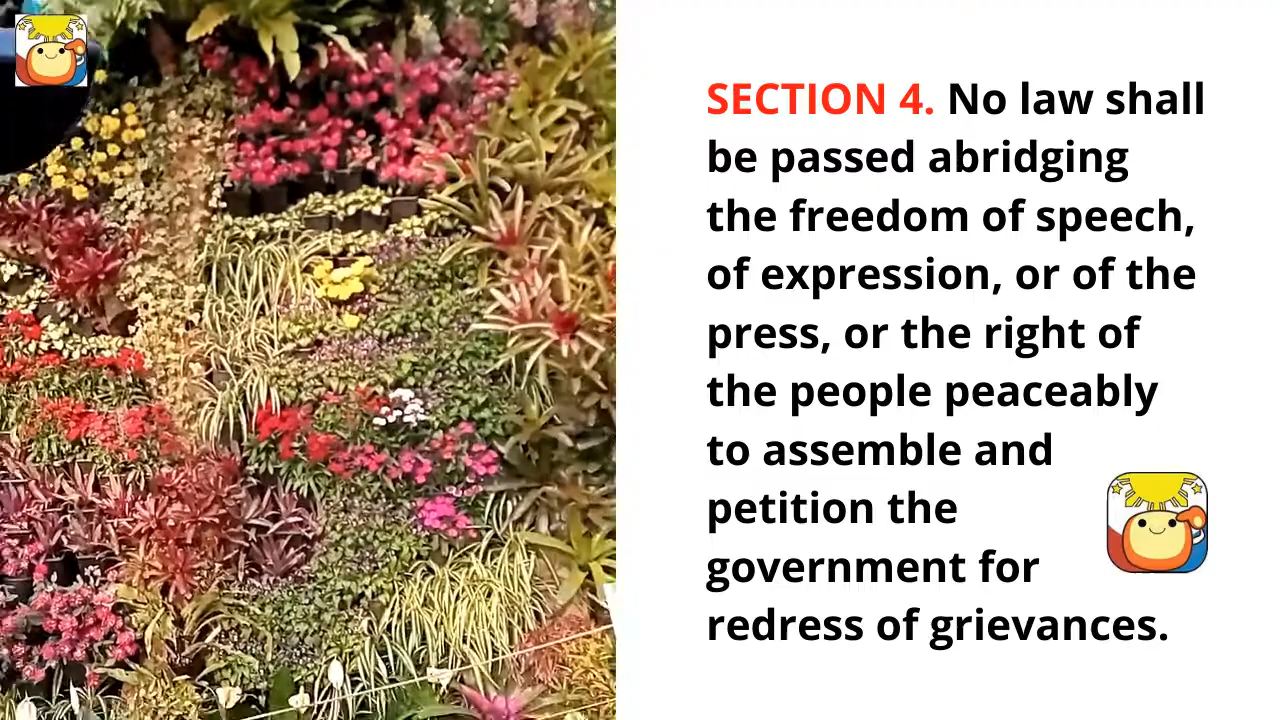 SECTION 4. No law shall
be passed abridging
the freedom of speech,
of expression, or of the
press, or the right of
the people peaceably
to assemble and
petition the
government for
redress of grievances.